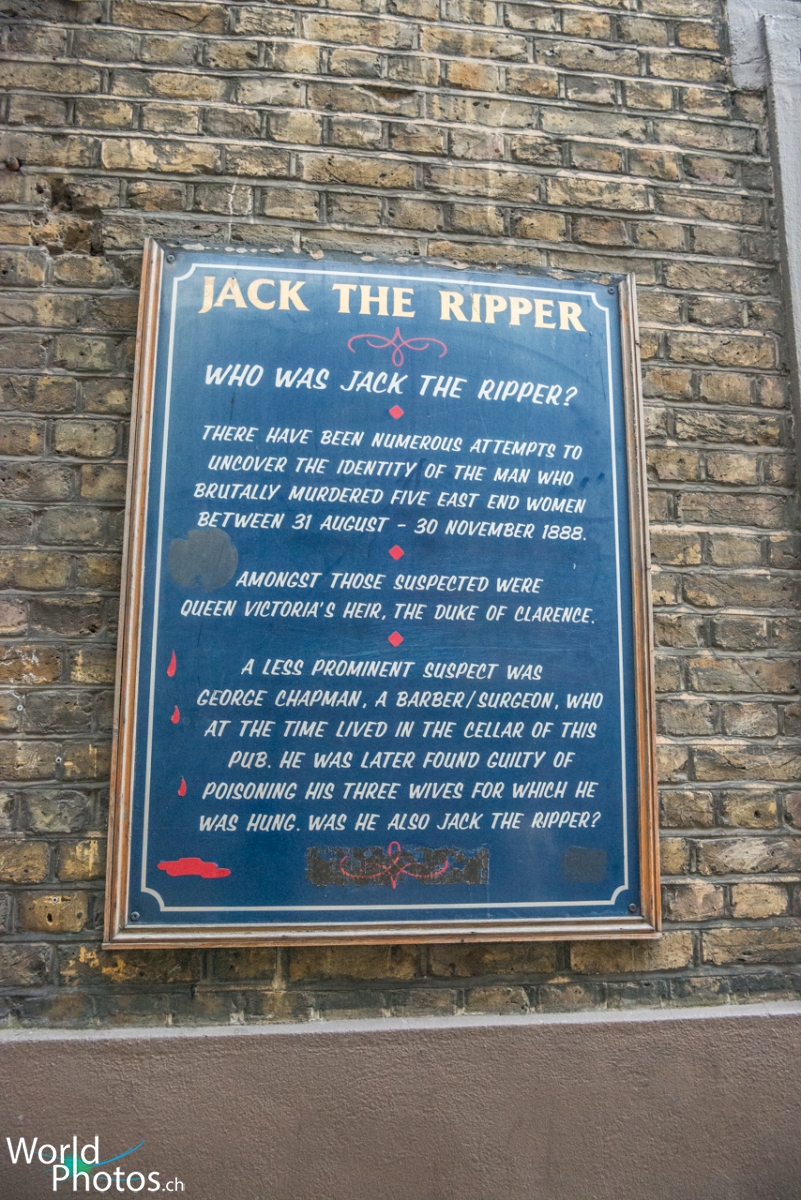 JACK THE RIPPER
WHO WAS JACK THE RIPPER?
THERE HAVE BEEN NUMEROUS ATTEMPTS TO
UNCOVER THE IDENTITY OF THE MAN WHO
BRUTALLY MURDERED FIVE EAST END WOMEN
BETWEEN 31 AUGUST - 30 NOVEMBER 1888.
AMONGST THOSE SUSPECTED WERE
QUEEN VICTORIA'S HEIR, THE DUKE OF CLARENCE.
A LESS PROMINENT SUSPECT WAS
GEORGE CHAPMAN, A BARBER/SURGEON, WHO
AT THE TIME LIVED IN THE CELLAR OF THIS
PUB. HE WAS LATER FOUND GUILTY OF
POISONING HIS THREE WIVES FOR WHICH HE
WAS HUNG. WAS HE ALSO JACK THE RIPPER?
World
Photos.ch